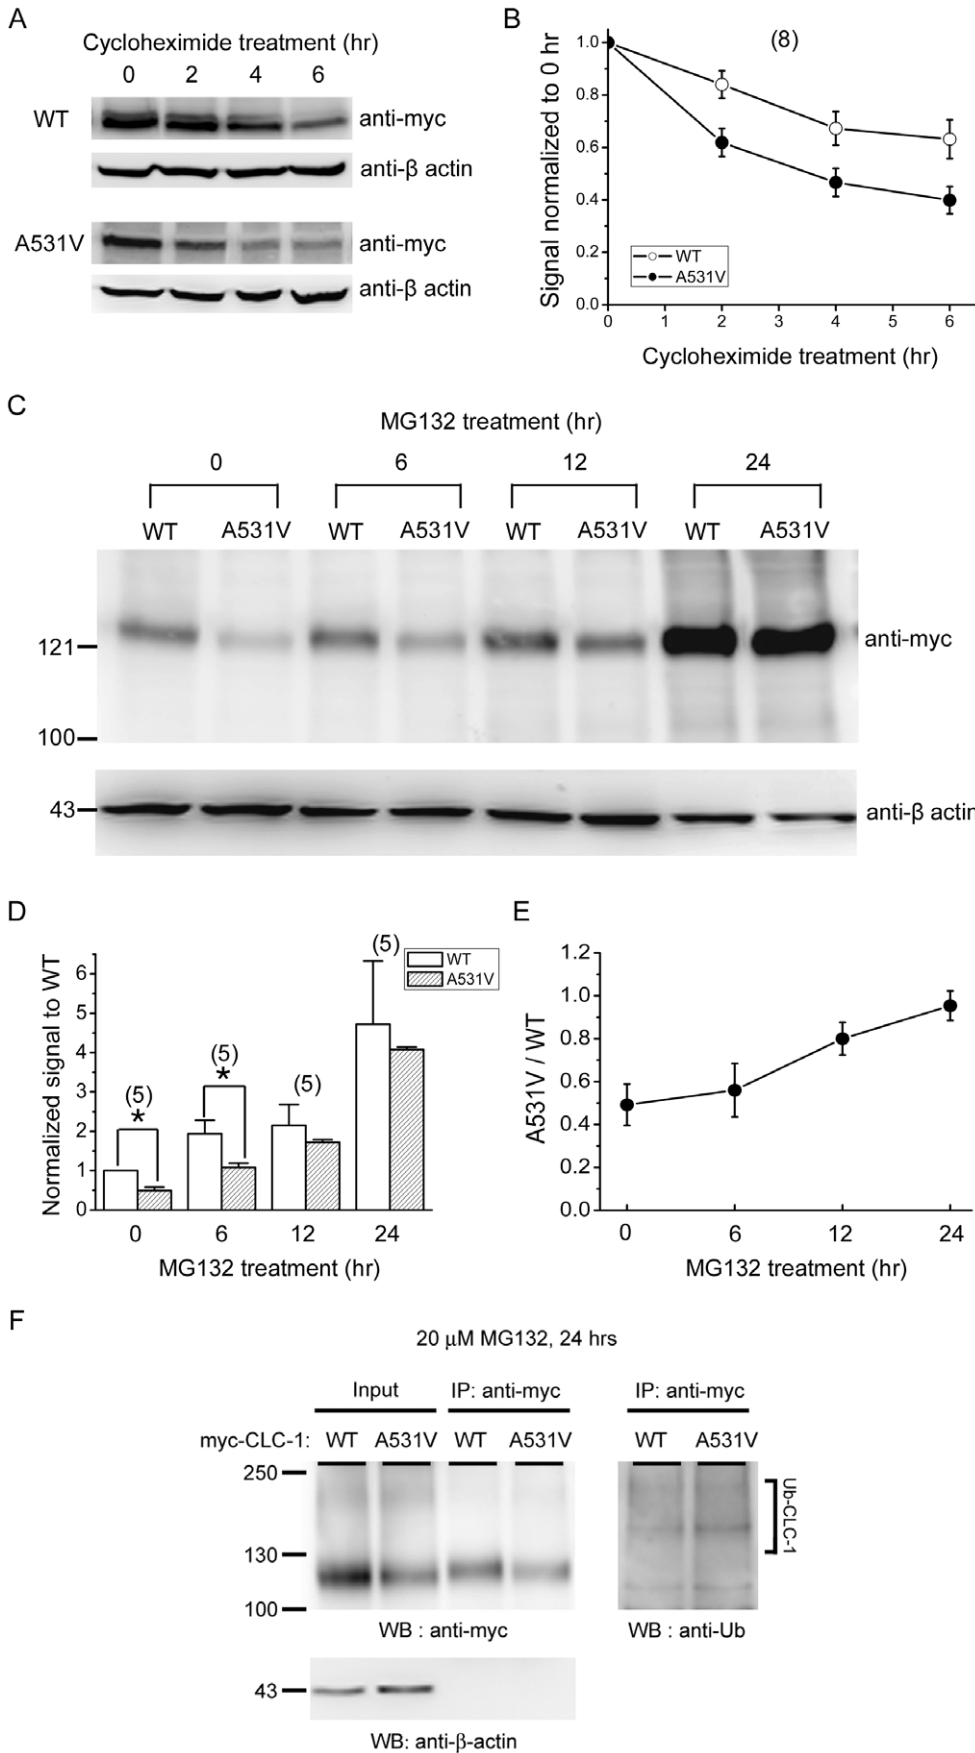 A
Cycloheximide treatment (hr)
0 2 4 6
WT
anti-myc
anti-β actin
A531V
anti-myc
anti-β actin
B
(8)
Signal normalized to 0 hr
1.0
0.8
0.6
0.4
0.2
0.0
WT
A531V
0 1 2 3 4 5 6
Cycloheximide treatment (hr)
C
MG132 treatment (hr)
0 6 12 24
WT A531V WT A531V WT A531V WT A531V
121
anti-myc
100
43
anti-β actin
D
Normalized signal to WT
6
5
4
3
2
1
0
(5)
*
(5)
*
(5)
(5)
WT
A531V
0 6 12 24
MG132 treatment (hr)
E
A531V / WT
1.2
1.0
0.8
0.6
0.4
0.2
0.0
0 6 12 24
MG132 treatment (hr)
F
20 μM MG132, 24 hrs
Input IP: anti-myc IP: anti-myc
myc-CLC-1: WT A531V WT A531V WT A531V
250
130
100
Ub-CLC-1
WB : anti-myc
WB : anti-Ub
43
WB: anti-β-actin